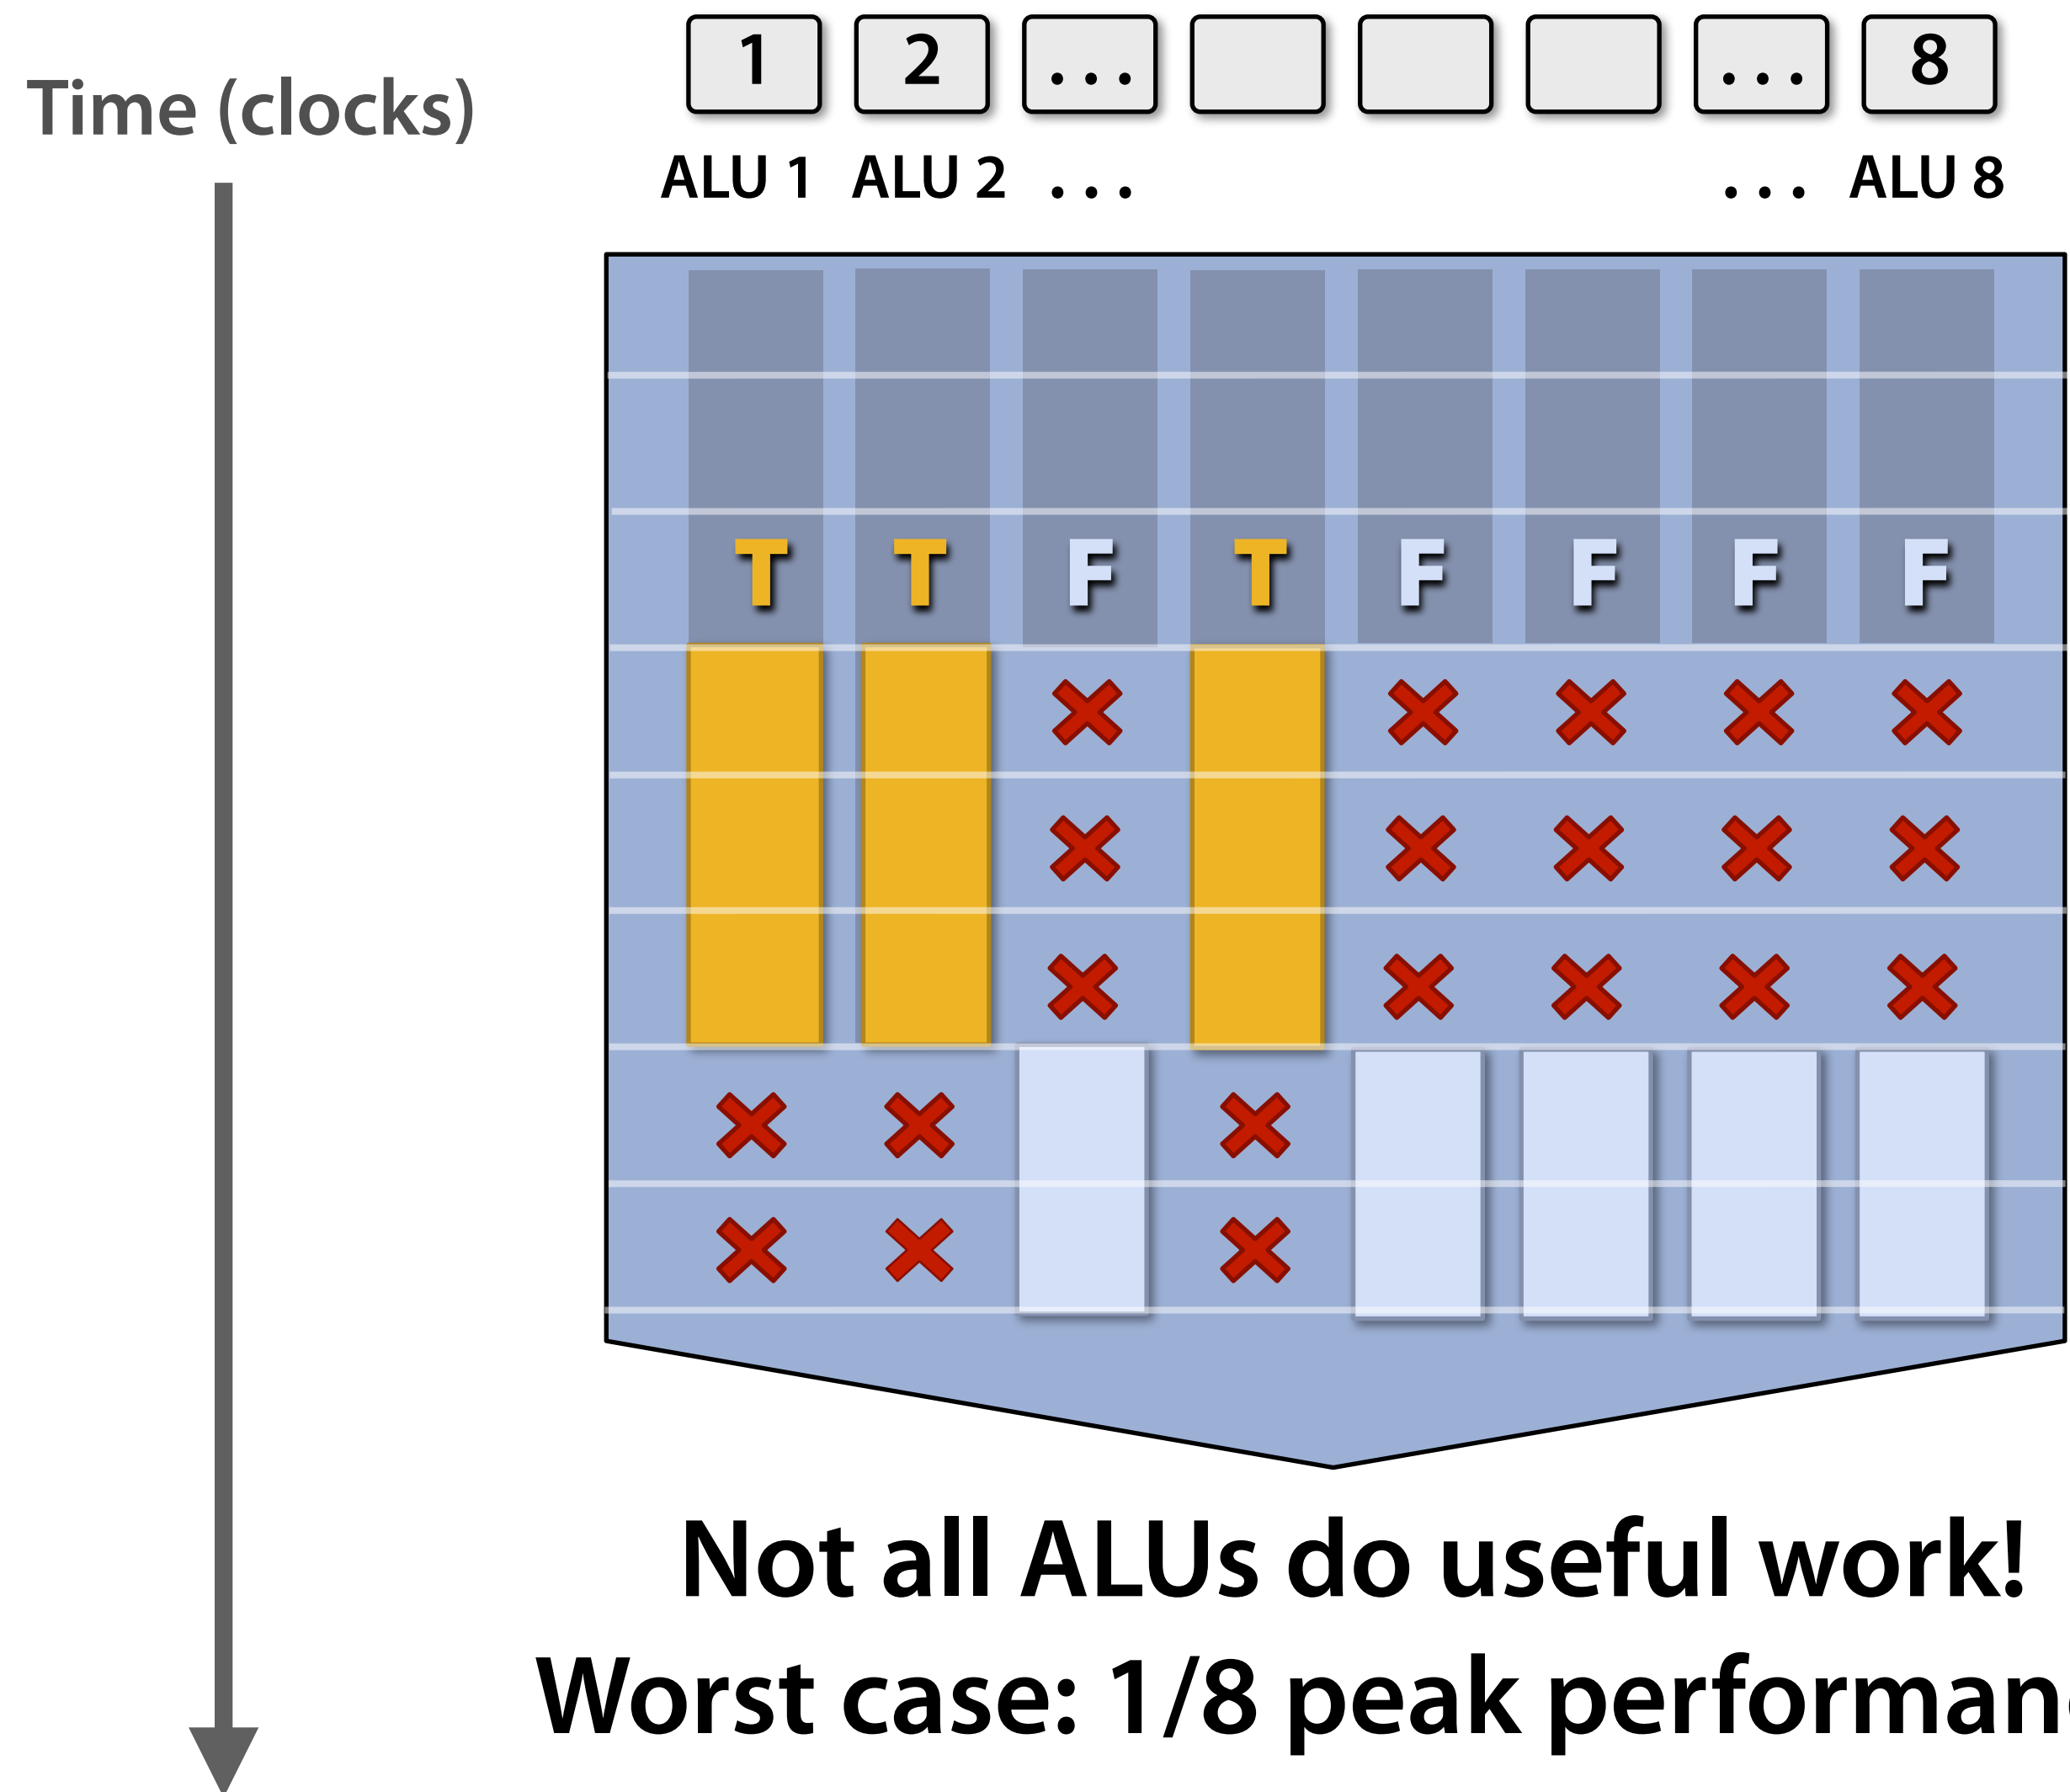 1 2 ... ... 8
Time (clocks)
ALU 1 ALU 2 ... ... ALU 8
T T F T F F F F
Not all ALUs do useful work!
Worst case: 1/8 peak